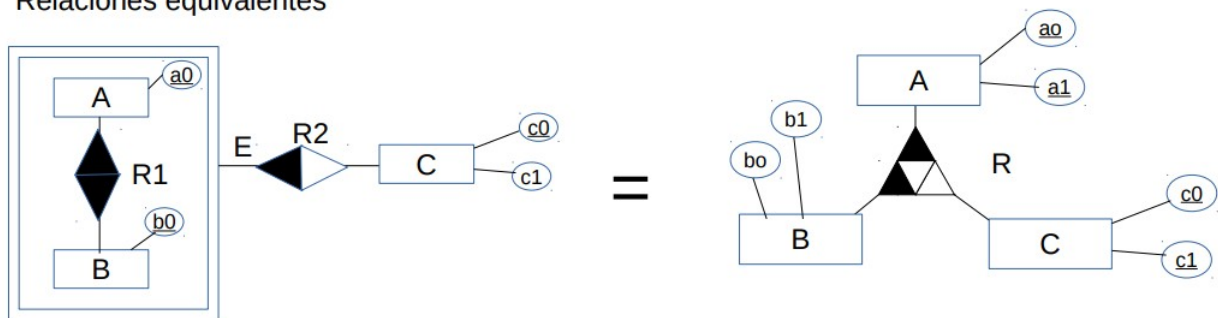 Relaciones equivalentes
A
a0
R1
b0
B
E
R2
C
c0
c1
=
A
ao
a1
b1
bo
B
R
C
c0
c1